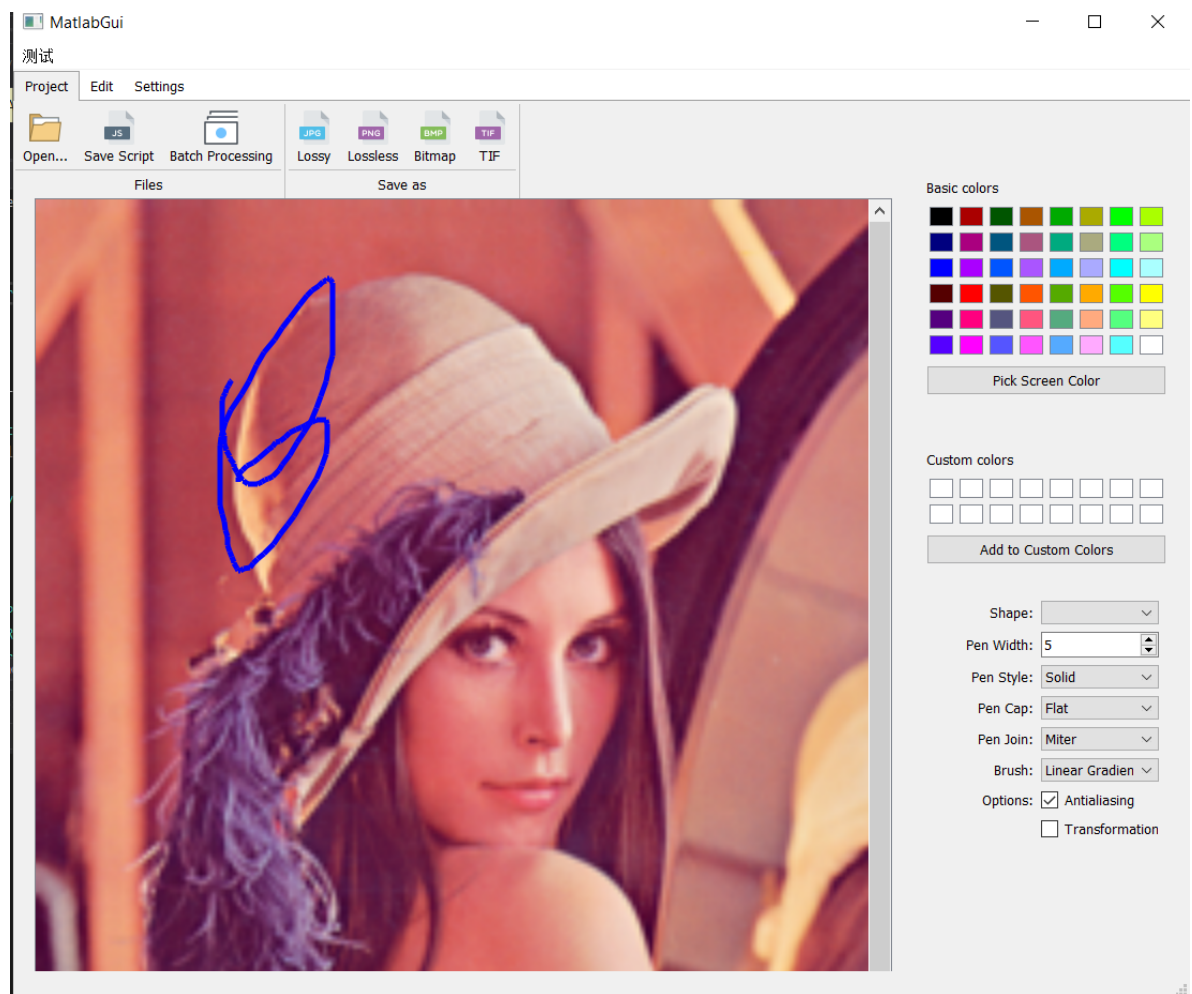 MatlabGui
测试
Project Edit Settings
JS JPG PNG BMP TIF
Open... Save Script Batch Processing Lossy Lossless Bitmap TIF
Files Save as
Basic colors
Pick Screen Color
Custom colors
Add to Custom Colors
Shape:
Pen Width: 5
Pen Style: Solid
Pen Cap: Flat
Pen Join: Miter
Brush: Linear Gradien
Options: Antialiasing
Transformation